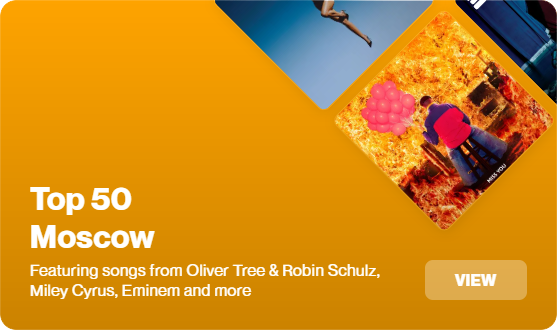 MISS YOU
Top 50
Moscow
Featuring songs from Oliver Tree & Robin Schulz,
Miley Cyrus, Eminem and more
VIEW